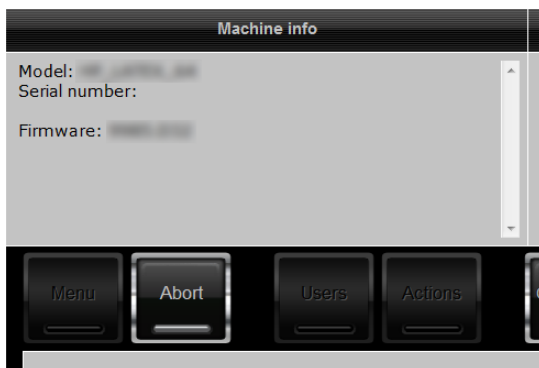 Machine info
Model:
Serial number:
Firmware:
Menu
Abort
Users
Actions